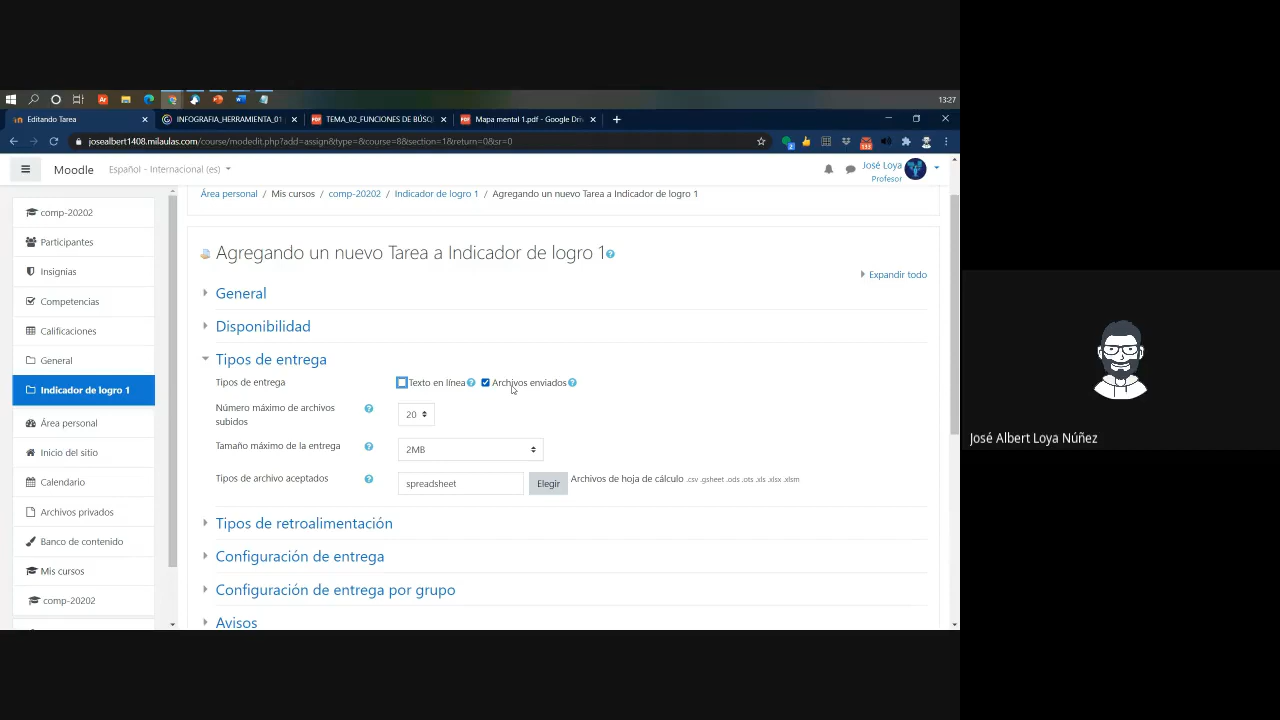 13:27
Editando Tarea
INFOGRAFIA_HERRAMIENTA_01
TEMA_02_FUNCIONES DE BÚSQ
Mapa mental 1.pdf - Google Dri
josealbert1408.milaulas.com/course/modedit.php?add=assign&type=&course=8&section=1&return=0&sr=0
Moodle
Español - Internacional (es)
José Loya
Profesor
Área personal / Mis cursos / comp-20202 / Indicador de logro 1 / Agregando un nuevo Tarea a Indicador de logro 1
comp-20202
Participantes
Insignias
Competencias
Calificaciones
General
Indicador de logro 1
Área personal
Inicio del sitio
Calendario
Archivos privados
Banco de contenido
Mis cursos
comp-20202
Agregando un nuevo Tarea a Indicador de logro 1
Expandir todo
General
Disponibilidad
Tipos de entrega
Tipos de entrega
Texto en línea
Archivos enviados
Número máximo de archivos
subidos
20
Tamaño máximo de la entrega
2MB
Tipos de archivo aceptados
spreadsheet
Elegir
Archivos de hoja de cálculo .csv .gsheet .ods .ots .xls .xlsx .xlsm
Tipos de retroalimentación
Configuración de entrega
Configuración de entrega por grupo
Avisos
José Albert Loya Núñez